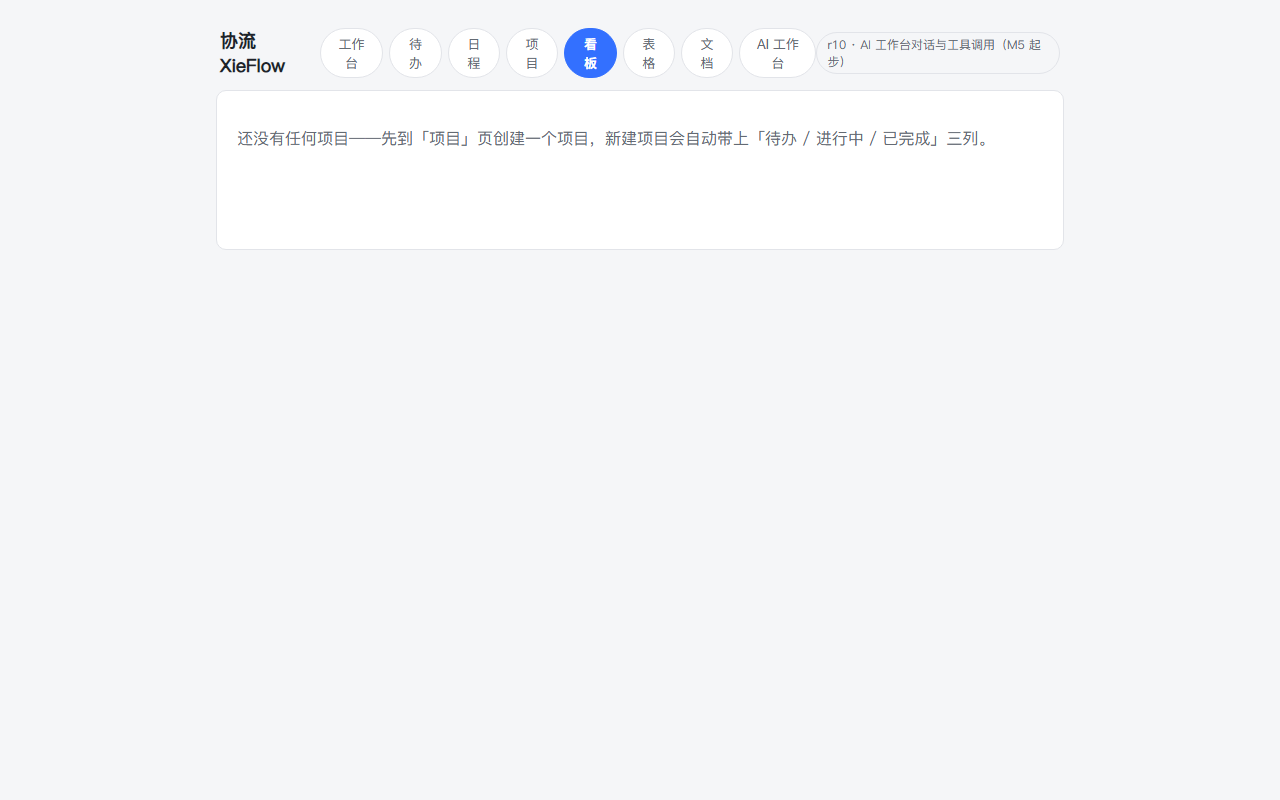 协流
XieFlow
工作
台
待
办
日
程
项
目
看
板
表
格
文
档
AI 工作
台
r10 · AI 工作台对话与工具调用（M5 起
步）
还没有任何项目——先到「项目」页创建一个项目，新建项目会自动带上「待办 / 进行中 / 已完成」三列。